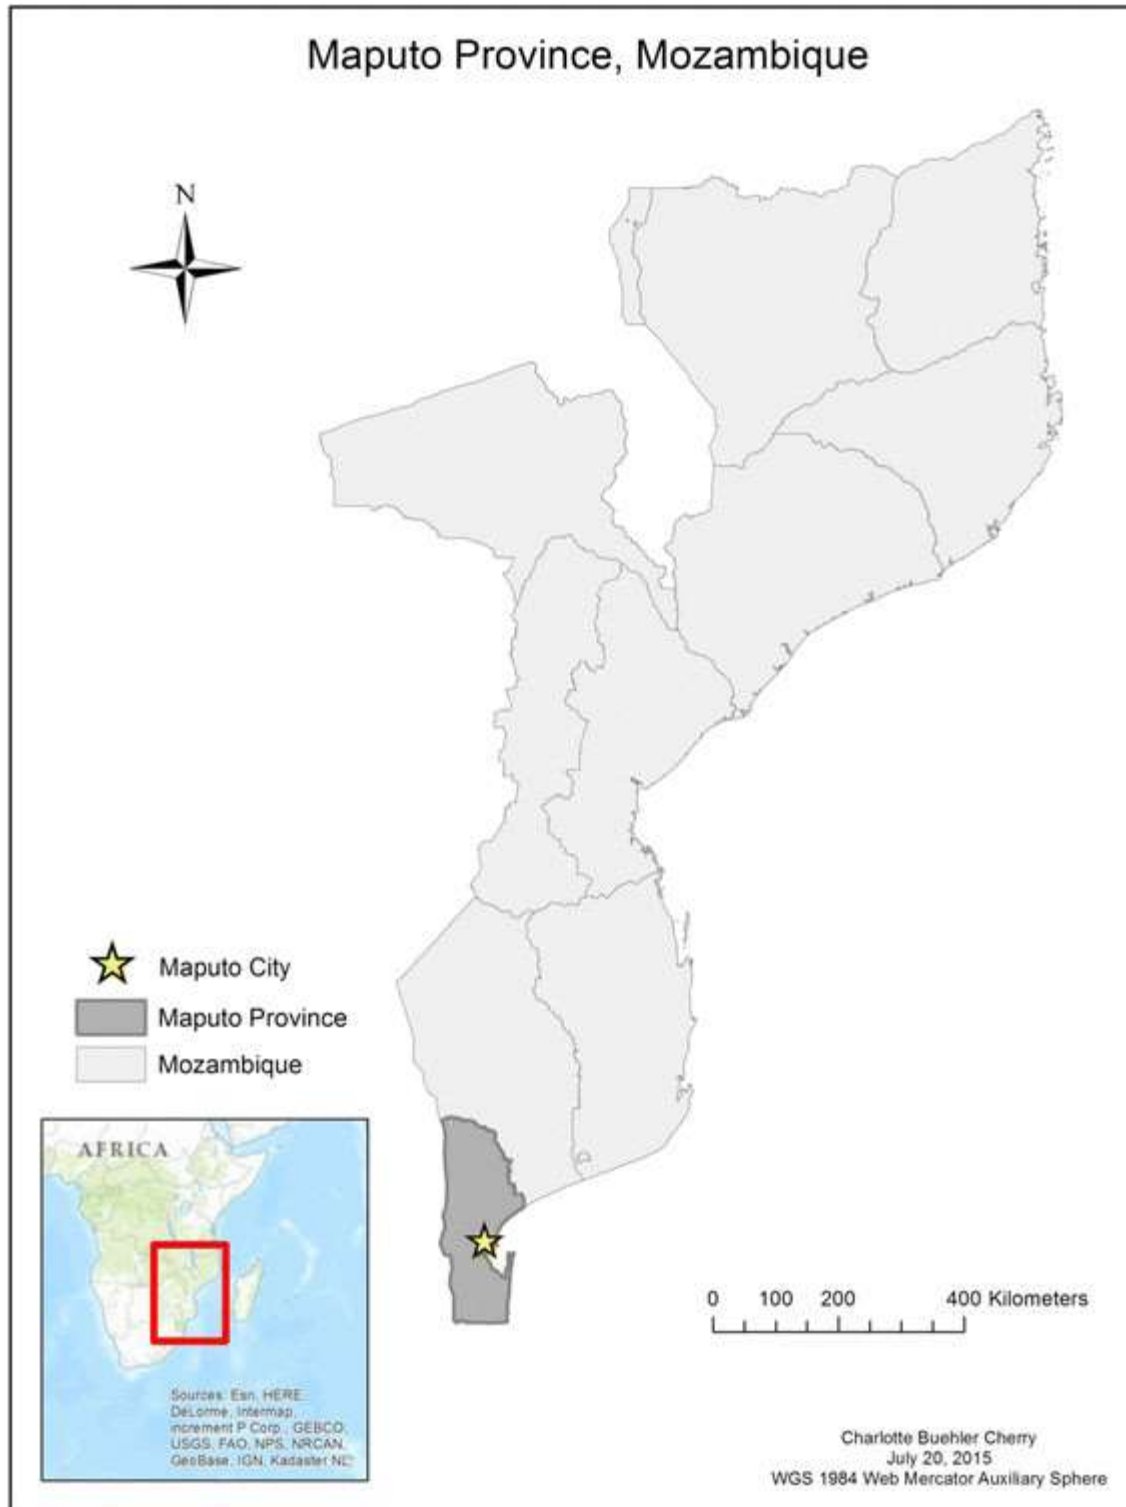 Maputo Province, Mozambique
N
Maputo City
Maputo Province
Mozambique
AFRICA
Sources: Esri, HERE,
DeLorme, Intermap,
increment P Corp., GEBCO,
USGS, FAO, NPS, NRCAN,
GeoBase, IGN, Kadaster NL,
0 100 200 400 Kilometers
Charlotte Buehler Cherry
July 20, 2015
WGS 1984 Web Mercator Auxiliary Sphere